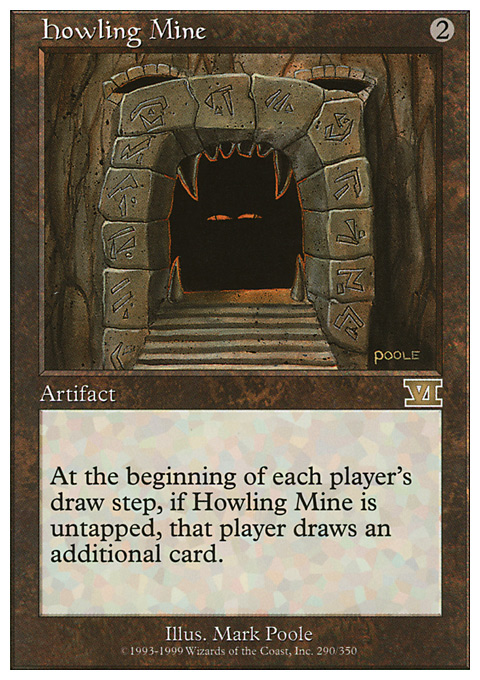 Howling Mine
2
POOLE
Artifact
VI
At the beginning of each player's
draw step, if Howling Mine is
untapped, that player draws an
additional card.
Illus. Mark Poole
©1993-1999 Wizards of the Coast, Inc. 290/350